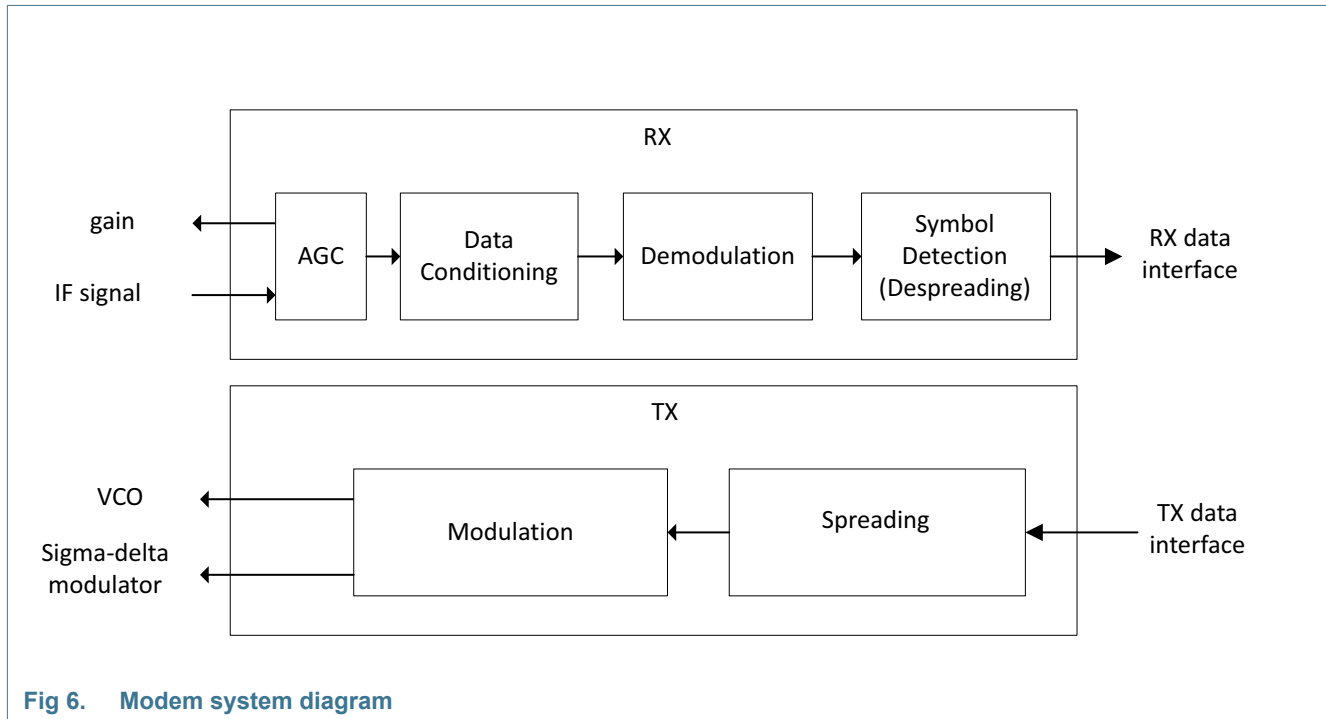 RX
gain
IF signal
AGC
Data
Conditioning
Demodulation
Symbol
Detection
(Despreading)
RX data
interface
TX
VCO
Sigma-delta
modulator
Modulation
Spreading
TX data
interface
Fig 6. Modem system diagram